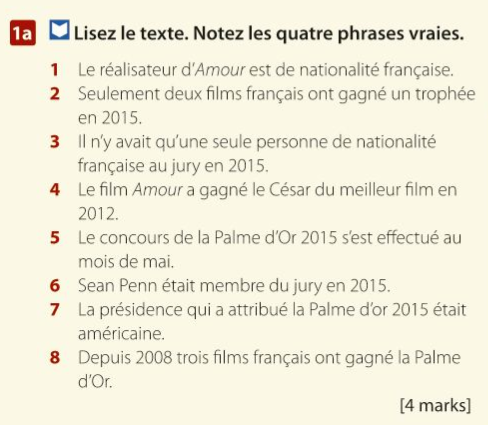 1a Lisez le texte. Notez les quatre phrases vraies.
1 Le réalisateur d'Amour est de nationalité française.
2 Seulement deux films français ont gagné un trophée
en 2015.
3 Il n'y avait qu'une seule personne de nationalité
française au jury en 2015.
4 Le film Amour a gagné le César du meilleur film en
2012.
5 Le concours de la Palme d'Or 2015 s'est effectué au
mois de mai.
6 Sean Penn était membre du jury en 2015.
7 La présidence qui a attribué la Palme d'or 2015 était
américaine.
8 Depuis 2008 trois films français ont gagné la Palme
d'Or.
[4 marks]